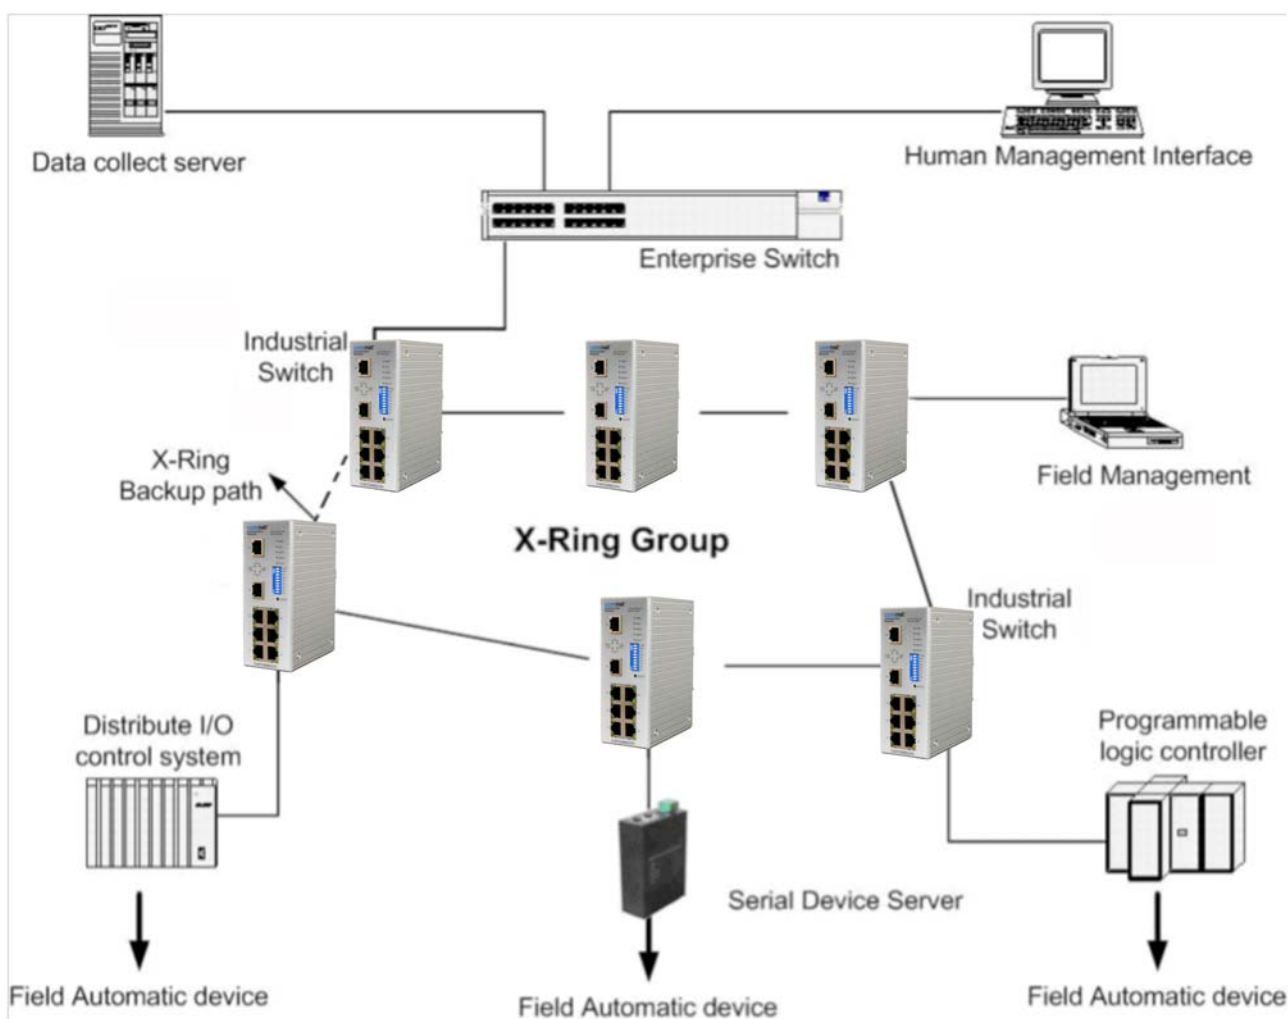 Data collect server
Human Management Interface
Enterprise Switch
Industrial
Switch
X-Ring
Backup path
Field Management
X-Ring Group
Industrial
Switch
Distribute I/O
control system
Programmable
logic controller
Serial Device Server
Field Automatic device
Field Automatic device
Field Automatic device